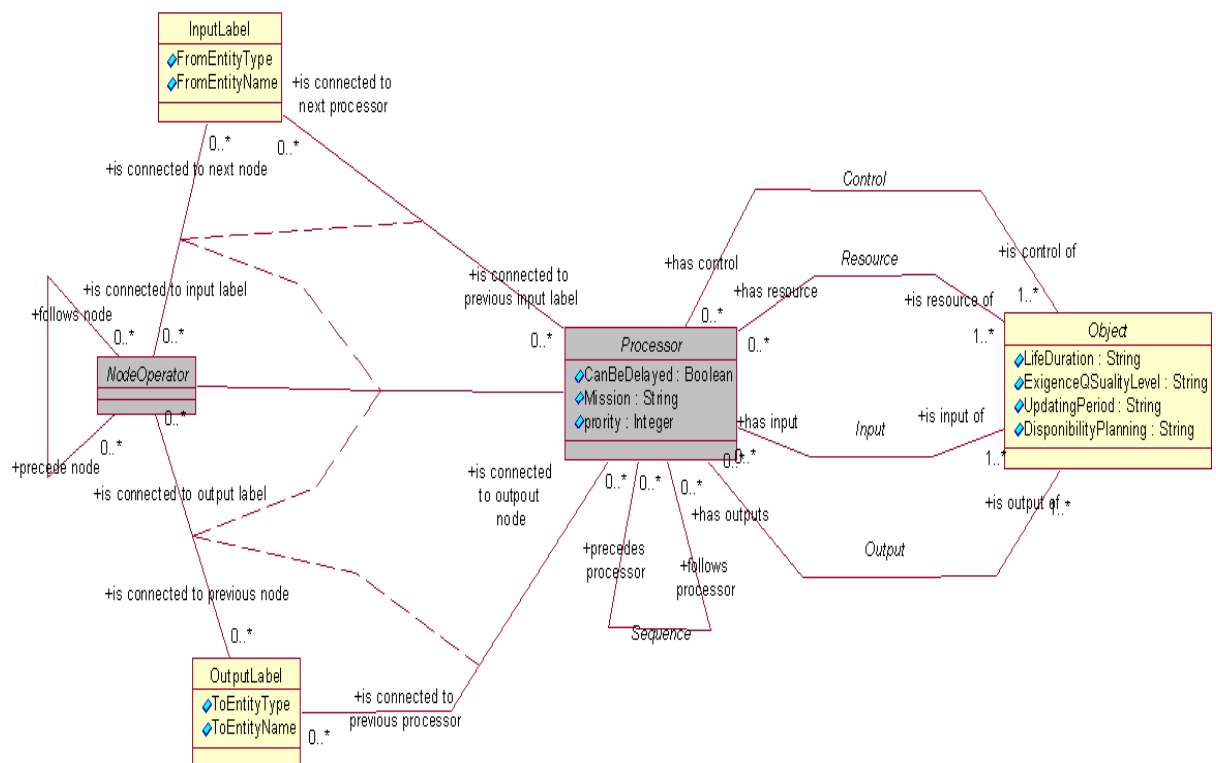 InputLabel
FromEntityType
FromEntityName
+is connected to
next processor
0..*
0..*
+is connected to next node
Control
+is control of
+has control
Resource
+is connected to
previous input label
+has resource
+is resource of
+is connected to input label
1..*
+follows node
0..*
0..*
0..*
0..*
0..*
1..*
Processor
Object
NodeOperator
CanBeDelayed : Boolean
Mission : String
prority : Integer
LifeDuration : String
ExigenceQSualityLevel : String
UpdatingPeriod : String
DisponibilityPlanning : String
0..*
+has input
Input
+is input of
0..*
+precede node
+is connected
to outpout
node
0..*
0..*
1..*
+is connected to output label
0..*
0..*
0..*
+has outputs
+is output of
1..*
+precedes
processor
+follows
processor
Output
+is connected to previous node
0..*
Sequence
OutputLabel
ToEntityType
ToEntityName
+is connected to
previous processor
0..*